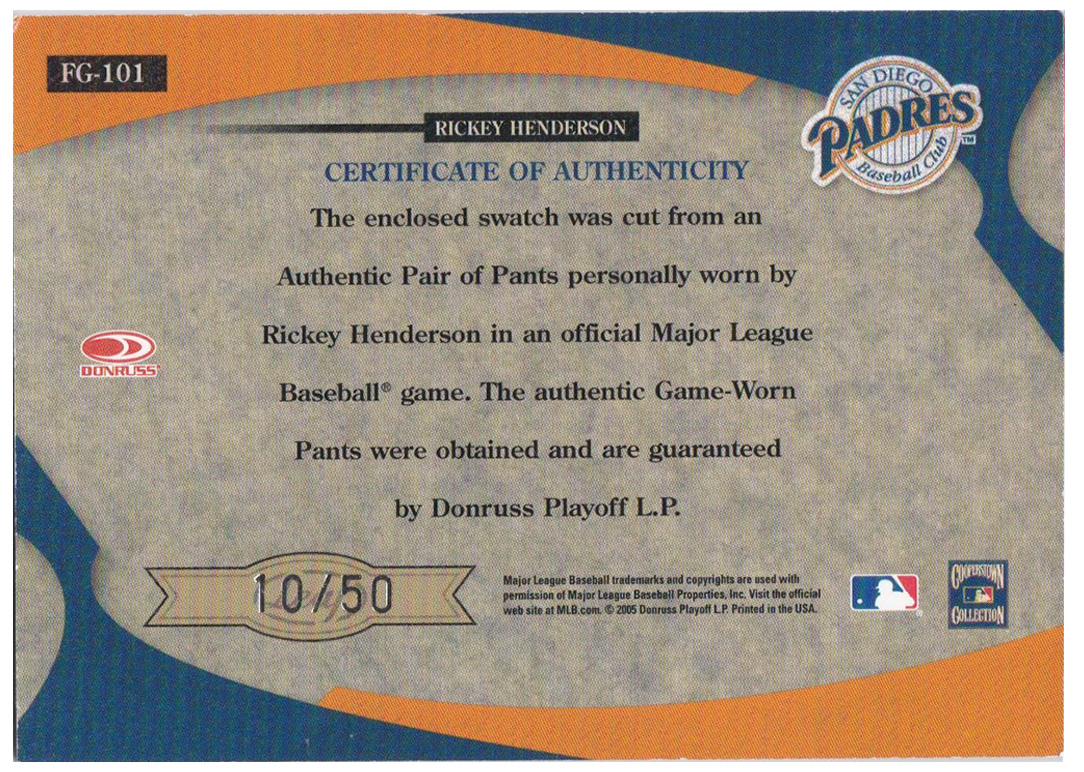 FG-101
SAN DIEGO
PADRES™
Baseball Club
RICKEY HENDERSON
CERTIFICATE OF AUTHENTICITY
The enclosed swatch was cut from an
Authentic Pair of Pants personally worn by
Rickey Henderson in an official Major League
Baseball® game. The authentic Game-Worn
Pants were obtained and are guaranteed
by Donruss Playoff L.P.
DONRUSS
10/50
Major League Baseball trademarks and copyrights are used with
permission of Major League Baseball Properties, Inc. Visit the official
web site at MLB.com. © 2005 Donruss Playoff L.P. Printed in the USA.
COOPERSTOWN
COLLECTION